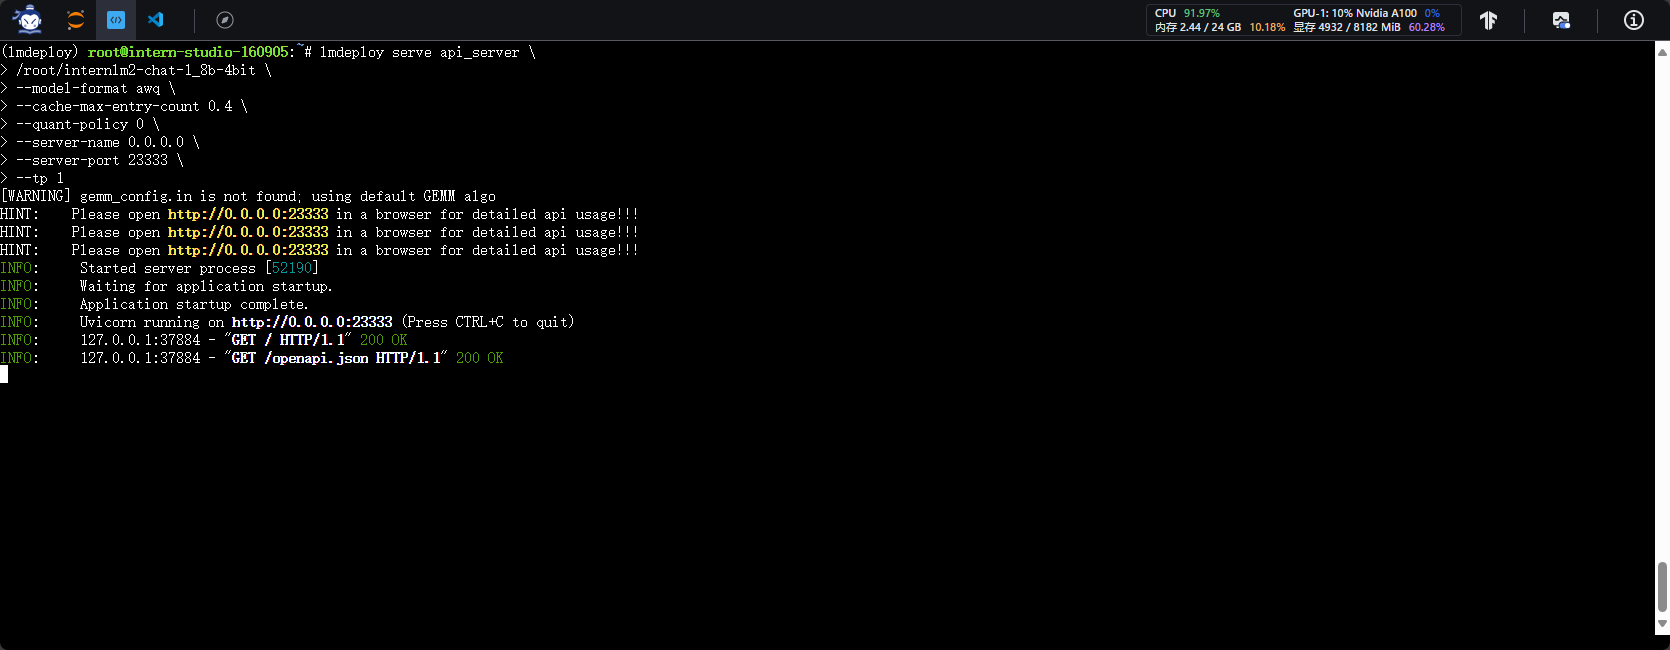 CPU 91.97% GPU-1: 10% Nvidia A100 0%
内存 2.44 / 24 GB 10.18% 显存 4932 / 8182 MiB 60.28%
(lmdeploy) root@intern-studio-160905:~# lmdeploy serve api_server \
> /root/internlm2-chat-1_8b-4bit \
> --model-format awq \
> --cache-max-entry-count 0.4 \
> --quant-policy 0 \
> --server-name 0.0.0.0 \
> --server-port 23333 \
> --tp 1
[WARNING] gemm_config.in is not found; using default GEMM algo
HINT:    Please open http://0.0.0.0:23333 in a browser for detailed api usage!!!
HINT:    Please open http://0.0.0.0:23333 in a browser for detailed api usage!!!
HINT:    Please open http://0.0.0.0:23333 in a browser for detailed api usage!!!
INFO:     Started server process [52190]
INFO:     Waiting for application startup.
INFO:     Application startup complete.
INFO:     Uvicorn running on http://0.0.0.0:23333 (Press CTRL+C to quit)
INFO:     127.0.0.1:37884 - "GET / HTTP/1.1" 200 OK
INFO:     127.0.0.1:37884 - "GET /openapi.json HTTP/1.1" 200 OK